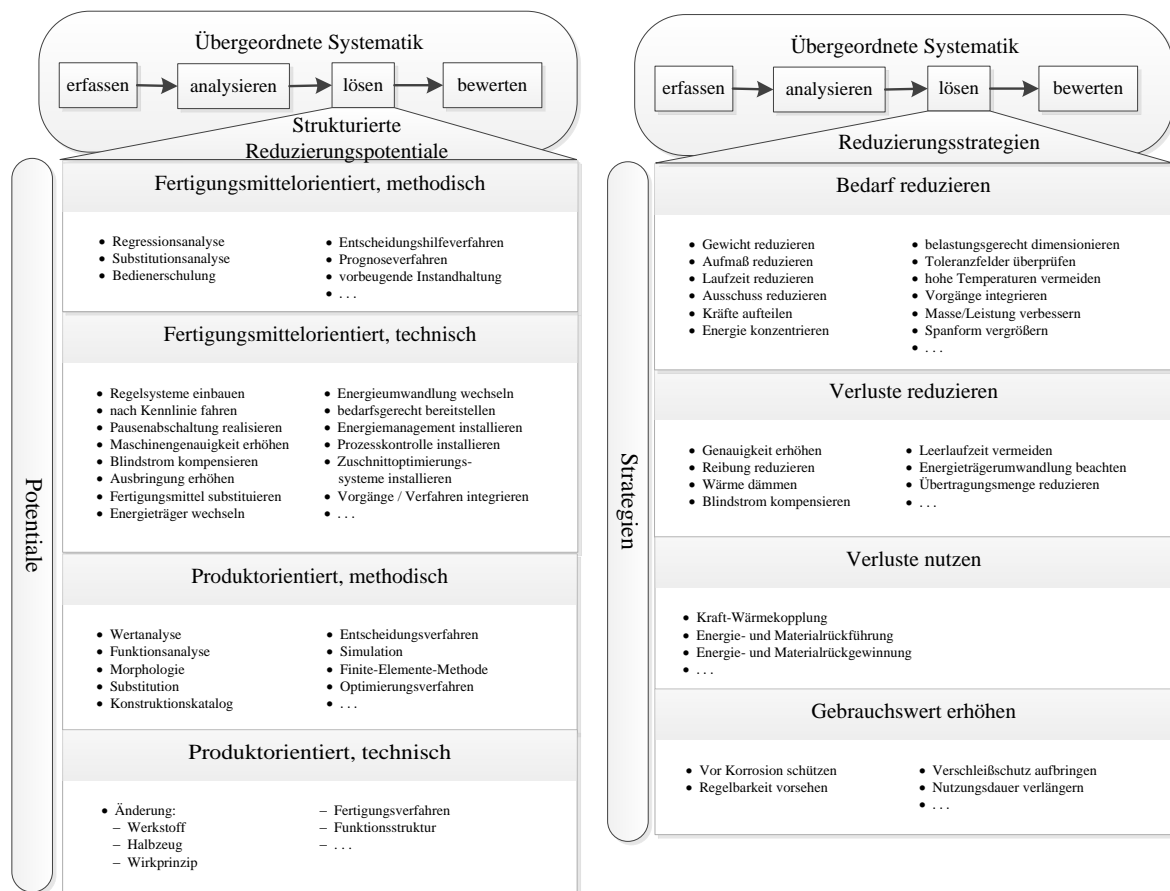 Übergeordnete Systematik
erfassen
analysieren
lösen
bewerten
Strukturierte
Reduzierungspotentiale
Potentiale
Fertigungsmittelorientiert, methodisch
• Regressionsanalyse
• Substitutionsanalyse
• Bedienerschulung
• Entscheidungshilfeverfahren
• Prognoseverfahren
• vorbeugende Instandhaltung
• . . .
Fertigungsmittelorientiert, technisch
• Regelsysteme einbauen
• nach Kennlinie fahren
• Pausenabschaltung realisieren
• Maschinengenauigkeit erhöhen
• Blindstrom kompensieren
• Ausbringung erhöhen
• Fertigungsmittel substituieren
• Energieträger wechseln
• Energieumwandlung wechseln
• bedarfsgerecht bereitstellen
• Energiemanagement installieren
• Prozesskontrolle installieren
• Zuschnittoptimierungs-
systeme installieren
• Vorgänge / Verfahren integrieren
• . . .
Produktorientiert, methodisch
• Wertanalyse
• Funktionsanalyse
• Morphologie
• Substitution
• Konstruktionskatalog
• Entscheidungsverfahren
• Simulation
• Finite-Elemente-Methode
• Optimierungsverfahren
• . . .
Produktorientiert, technisch
• Änderung:
– Werkstoff
– Halbzeug
– Wirkprinzip
– Fertigungsverfahren
– Funktionsstruktur
– . . .
Übergeordnete Systematik
erfassen
analysieren
lösen
bewerten
Reduzierungsstrategien
Strategien
Bedarf reduzieren
• Gewicht reduzieren
• Aufmaß reduzieren
• Laufzeit reduzieren
• Ausschuss reduzieren
• Kräfte aufteilen
• Energie konzentrieren
• belastungsgerecht dimensionieren
• Toleranzfelder überprüfen
• hohe Temperaturen vermeiden
• Vorgänge integrieren
• Masse/Leistung verbessern
• Spanform vergrößern
• . . .
Verluste reduzieren
• Genauigkeit erhöhen
• Reibung reduzieren
• Wärme dämmen
• Blindstrom kompensieren
• Leerlaufzeit vermeiden
• Energieträgerumwandlung beachten
• Übertragungsmenge reduzieren
• . . .
Verluste nutzen
• Kraft-Wärmekopplung
• Energie- und Materialrückführung
• Energie- und Materialrückgewinnung
• . . .
Gebrauchswert erhöhen
• Vor Korrosion schützen
• Regelbarkeit vorsehen
• Verschleißschutz aufbringen
• Nutzungsdauer verlängern
• . . .